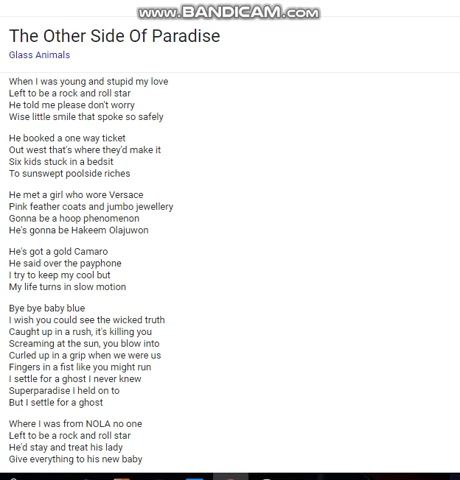 www.BANDICAM.com
The Other Side Of Paradise
Glass Animals
When I was young and stupid my love
Left to be a rock and roll star
He told me please don't worry
Wise little smile that spoke so safely
He booked a one way ticket
Out west that's where they'd make it
Six kids stuck in a bedsit
To sunswept poolside riches
He met a girl who wore Versace
Pink feather coats and jumbo jewellery
Gonna be a hoop phenomenon
He's gonna be Hakeem Olajuwon
He's got a gold Camaro
He said over the payphone
I try to keep my cool but
My life turns in slow motion
Bye bye baby blue
I wish you could see the wicked truth
Caught up in a rush, it's killing you
Screaming at the sun, you blow into
Curled up in a grip when we were us
Fingers in a fist like you might run
I settle for a ghost I never knew
Superparadise I held on to
But I settle for a ghost
Where I was from NOLA no one
Left to be a rock and roll star
He'd stay and treat his lady
Give everything to his new baby